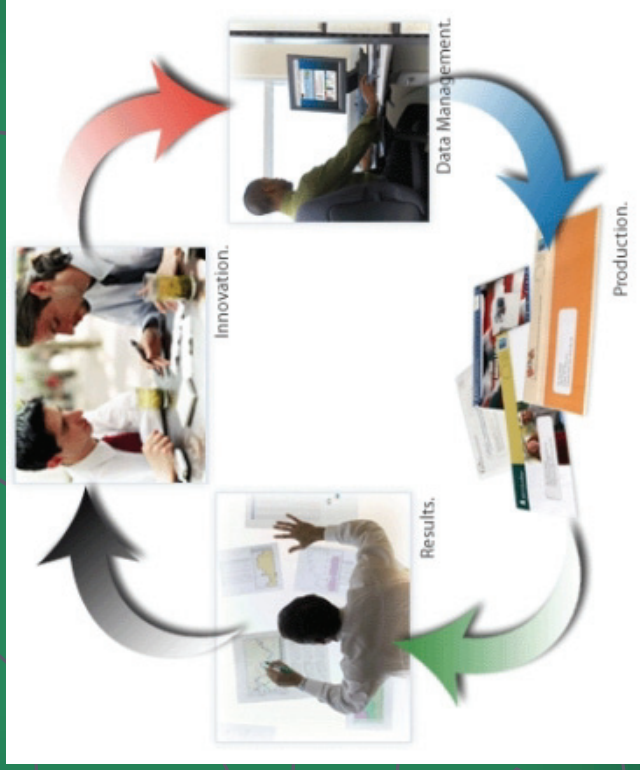 Innovation.
Data Management.
Production.
Results.